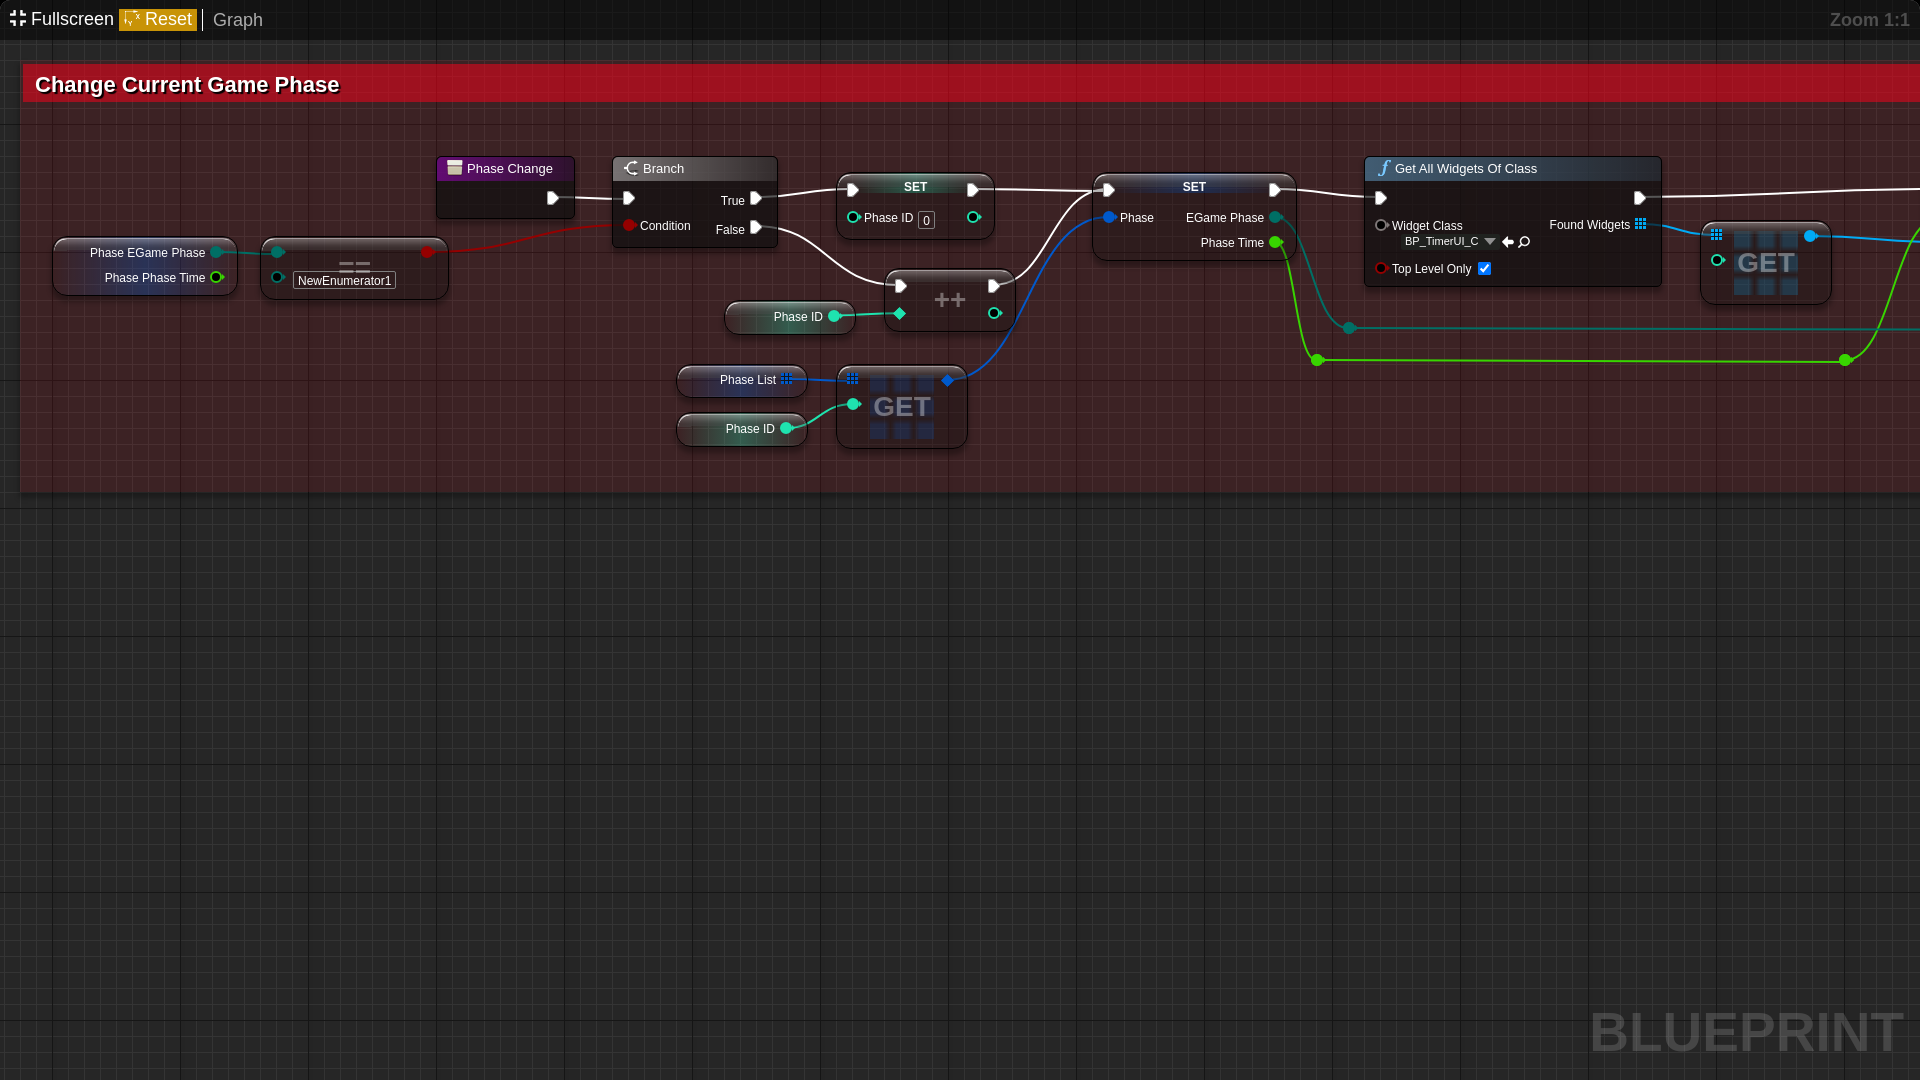 Fullscreen Reset Graph Zoom 1:1
Change Current Game Phase
Phase Change
Branch
True
Condition
False
SET
Phase ID 0
SET
Phase
EGame Phase
Phase Time
Get All Widgets Of Class
Widget Class
BP_TimerUI_C
Found Widgets
Top Level Only
GET
Phase EGame Phase
Phase Phase Time
==
NewEnumerator1
++
Phase ID
Phase List
Phase ID
GET
BLUEPRINT